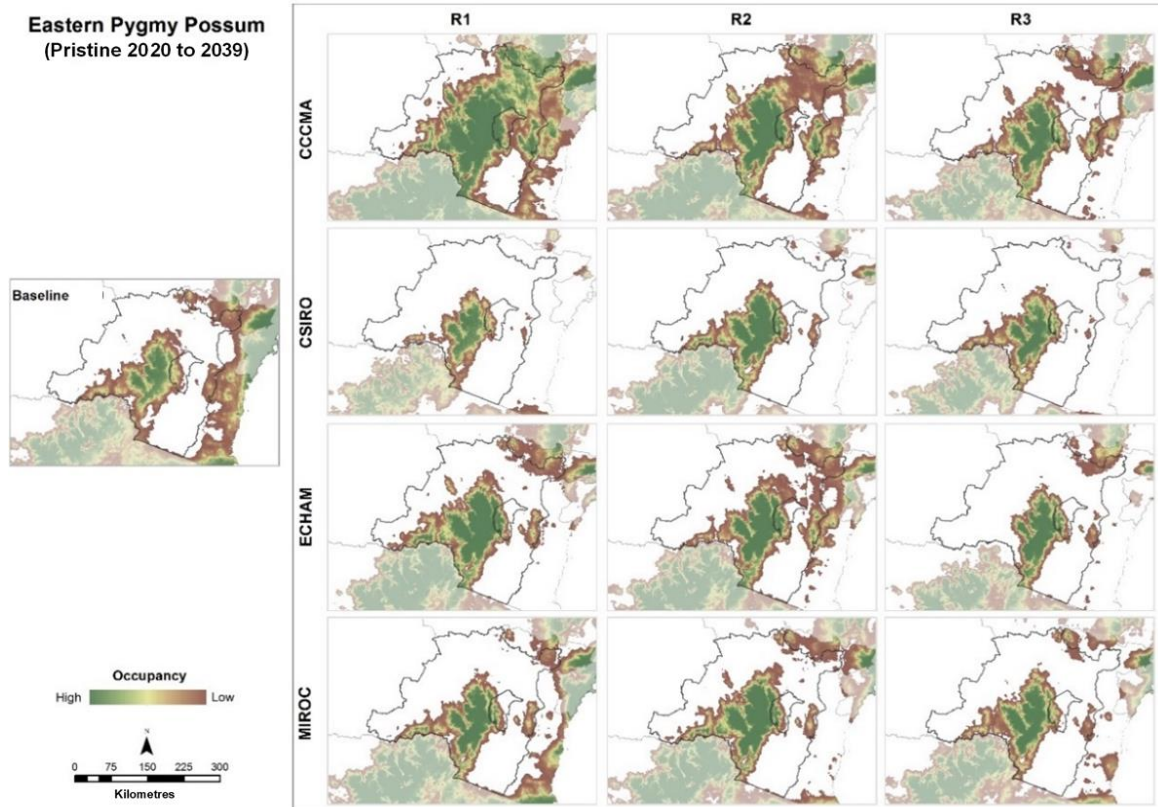 Eastern Pygmy Possum
(Pristine 2020 to 2039)
R1
R2
R3
CCCMA
CSIRO
ECHAM
MIROC
Baseline
Occupancy
High
Low
N
0 75 150 225 300
Kilometres